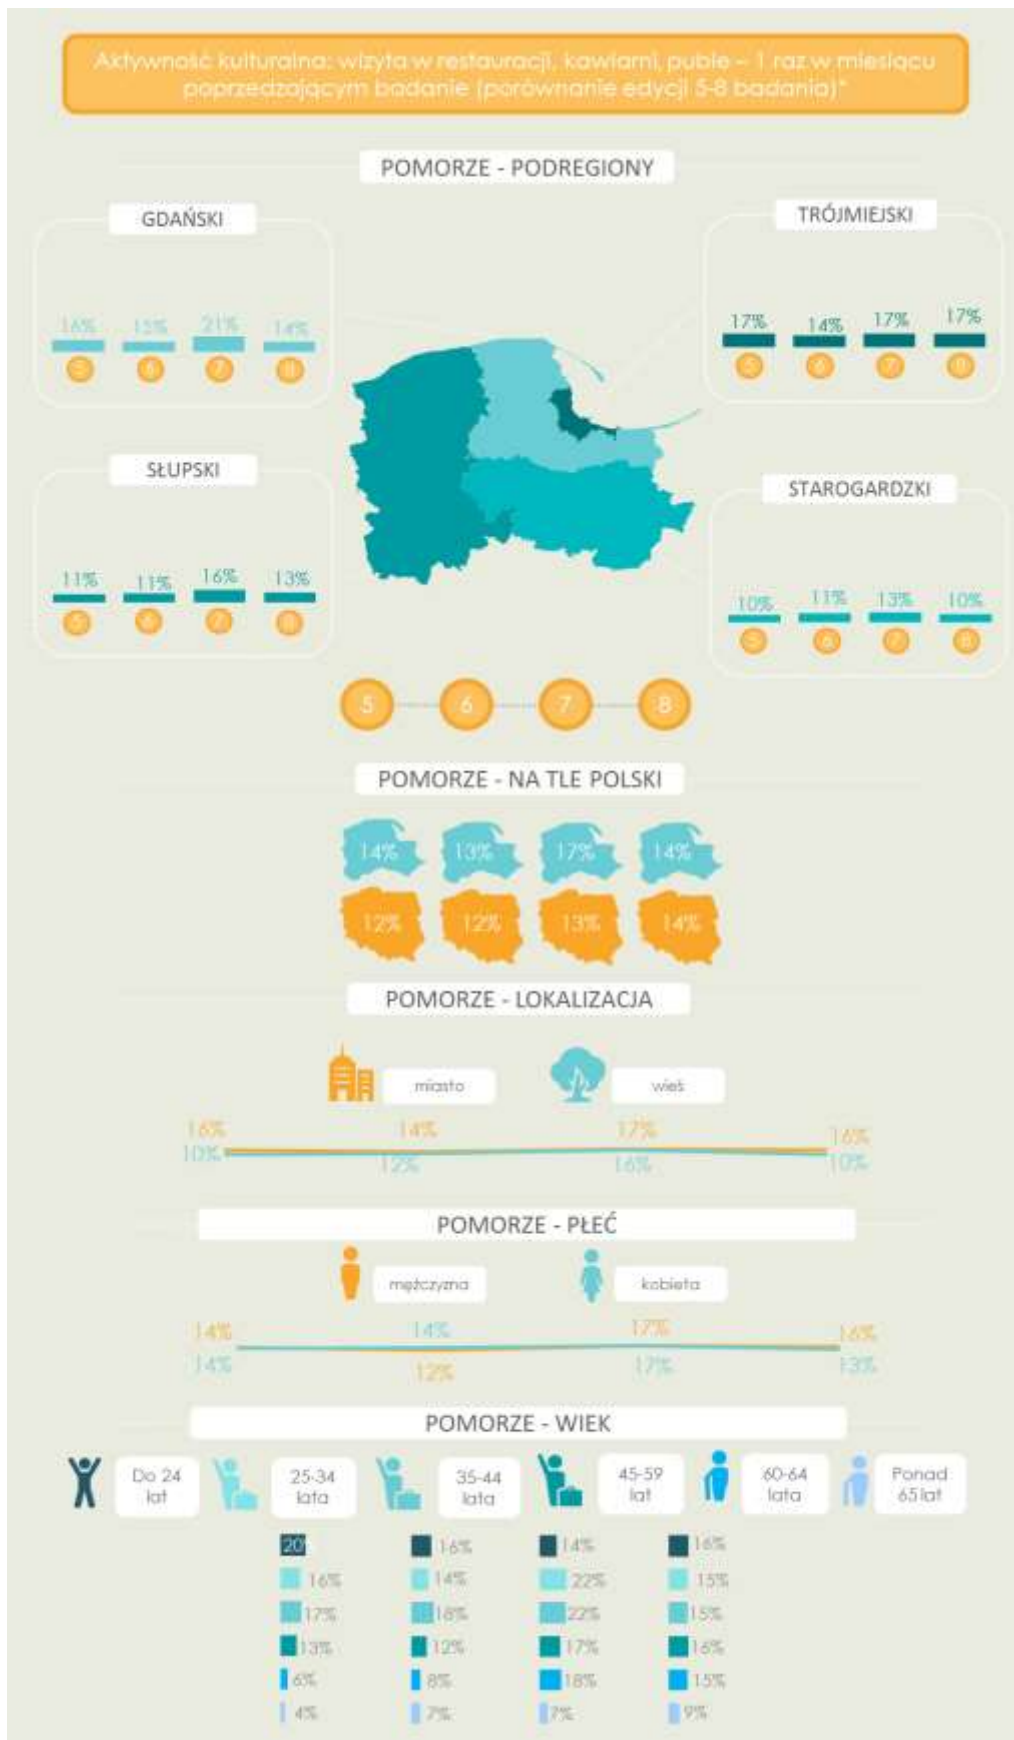 Aktywność kulturalna: wizyta w restauracji, kawiarni, pubie – 1 raz w miesiącu
poprzedzającym badanie (porównanie edycji 5-8 badania)*
POMORZE - PODREGIONY
GDAŃSKI
16% 15% 21% 14%
5 6 7 8
TRÓJMIEJSKI
17% 14% 17% 17%
5 6 7 8
SŁUPSKI
11% 11% 16% 13%
5 6 7 8
STAROGARDZKI
10% 11% 13% 10%
5 6 7 8
5 6 7 8
POMORZE - NA TLE POLSKI
14% 13% 17% 14%
12% 12% 13% 14%
POMORZE - LOKALIZACJA
miasto wieś
16% 14% 17% 16%
10% 12% 16% 10%
POMORZE - PŁEĆ
mężczyzna kobieta
14% 14% 17% 16%
14% 12% 17% 13%
POMORZE - WIEK
Do 24
lat
25-34
lata
35-44
lata
45-59
lat
60-64
lata
Ponad
65 lat
20 16% 14% 16%
16% 14% 22% 15%
17% 18% 22% 15%
13% 12% 17% 16%
6% 8% 18% 15%
4% 7% 7% 9%